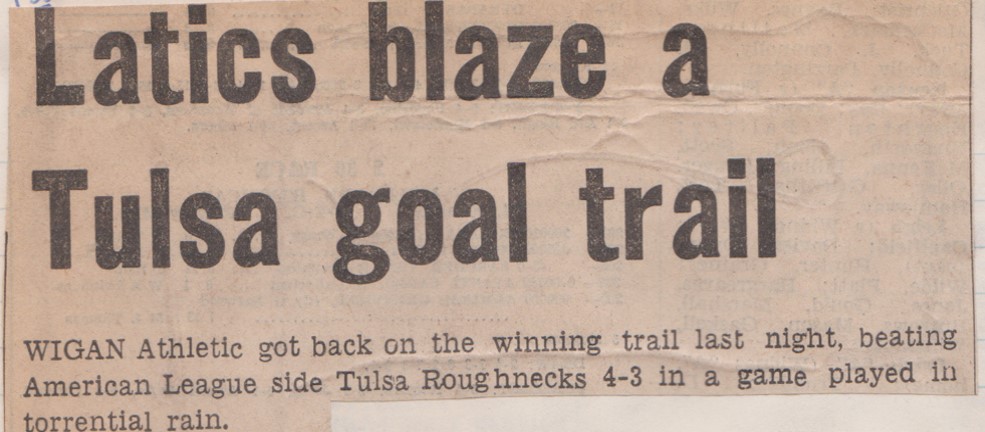 Latics blaze a
Tulsa goal trail
WIGAN Athletic got back on the winning trail last night, beating
American League side Tulsa Roughnecks 4-3 in a game played in
torrential rain.